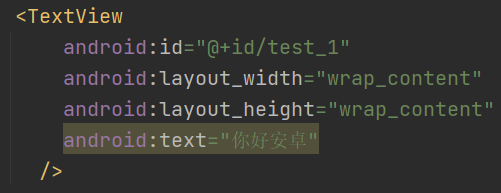 <TextView
android:id="@+id/test_1"
android:layout_width="wrap_content"
android:layout_height="wrap_content"
android:text="你好安卓"
/>